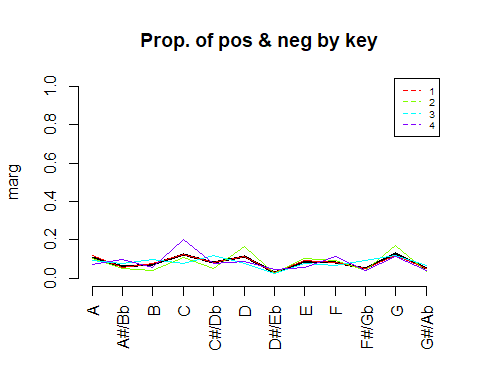 Prop. of pos & neg by key
marg
1.0
0.8
0.6
0.4
0.2
0.0
1
2
3
4
A
A#/Bb
B
C
C#/Db
D
D#/Eb
E
F
F#/Gb
G
G#/Ab